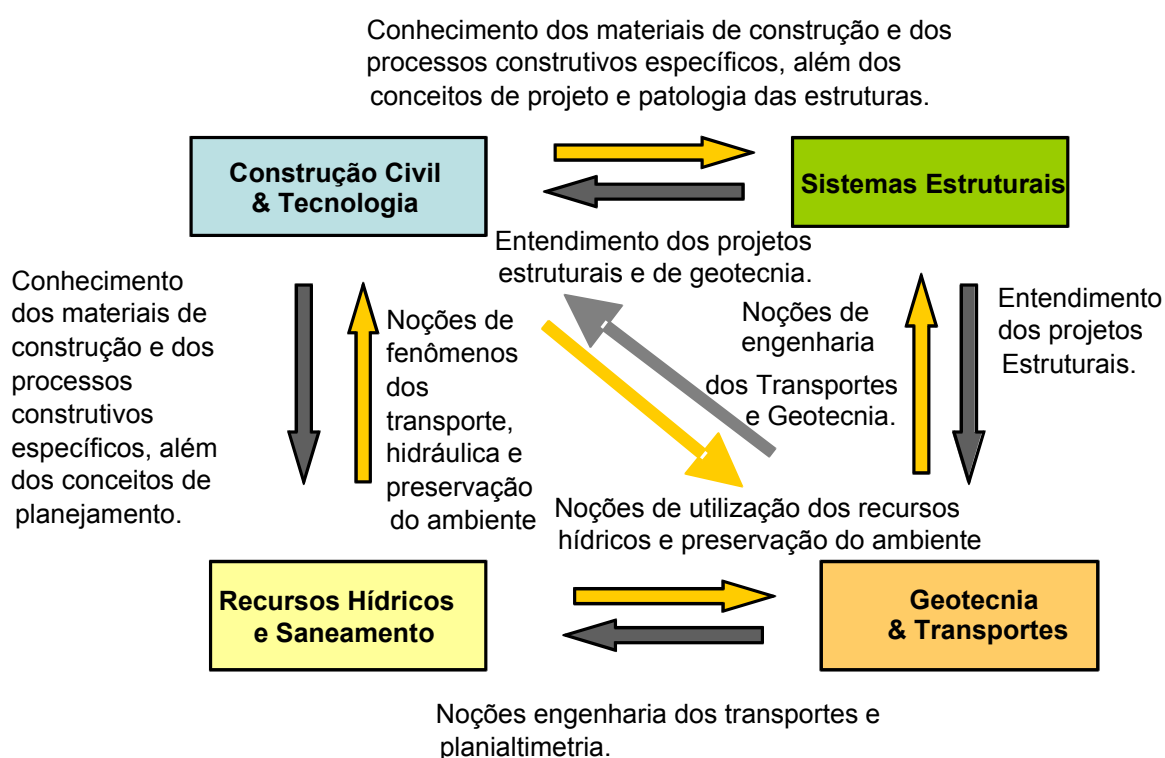 Conhecimento dos materiais de construção e dos
processos construtivos específicos, além dos
conceitos de projeto e patologia das estruturas.
Construção Civil
& Tecnologia
Sistemas Estruturais
Entendimento dos projetos
estruturais e de geotecnia.
Conhecimento
dos materiais de
construção e dos
processos
construtivos
específicos, além
dos conceitos de
planejamento.
Noções de
fenômenos
dos
transporte,
hidráulica e
preservação
do ambiente
Noções de
engenharia
dos Transportes
e Geotecnia.
Entendimento
dos projetos
Estruturais.
Noções de utilização dos recursos
hídricos e preservação do ambiente
Recursos Hídricos
e Saneamento
Geotecnia
& Transportes
Noções engenharia dos transportes e
planialtimetria.